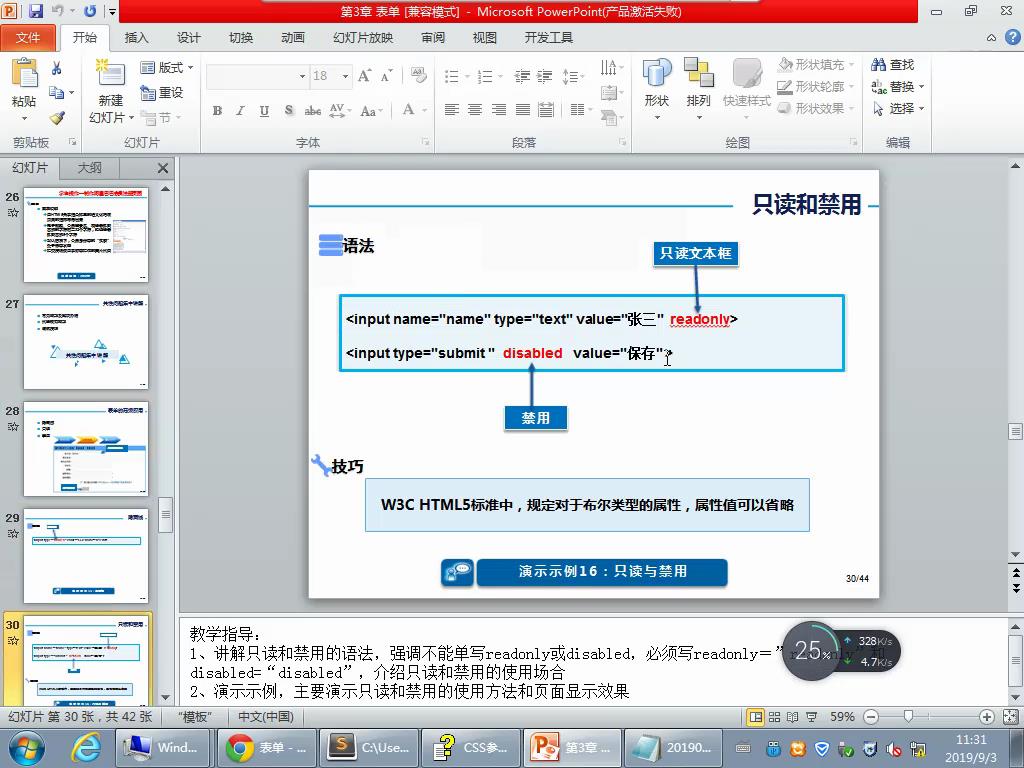 第3章 表单 [兼容模式] - Microsoft PowerPoint(产品激活失败)
文件 开始 插入 设计 切换 动画 幻灯片放映 审阅 视图 开发工具
粘贴 新建 幻灯片 版式 重设 节 18 形状 排列 快速样式 形状填充 形状轮廓 形状效果 查找 替换 选择
剪贴板 幻灯片 字体 段落 绘图 编辑
幻灯片 大纲
26
27
28
29
30
只读和禁用
语法
只读文本框
<input name="name" type="text" value="张三" readonly>
<input type="submit " disabled value="保存">
禁用
技巧
W3C HTML5标准中，规定对于布尔类型的属性，属性值可以省略
演示示例16：只读与禁用
30/44
教学指导：
1、讲解只读和禁用的语法，强调不能单写readonly或disabled，必须写readonly＝”
disabled=“disabled”，介绍只读和禁用的使用场合
2、演示示例，主要演示只读和禁用的使用方法和页面显示效果
25%
328K/s
4.7K/s
幻灯片 第 30 张，共 42 张 “模板” 中文(中国) 59%
Wind... 表单 - ... C:\Use... CSS参... 第3章 ... 20190...
11:31
2019/9/3